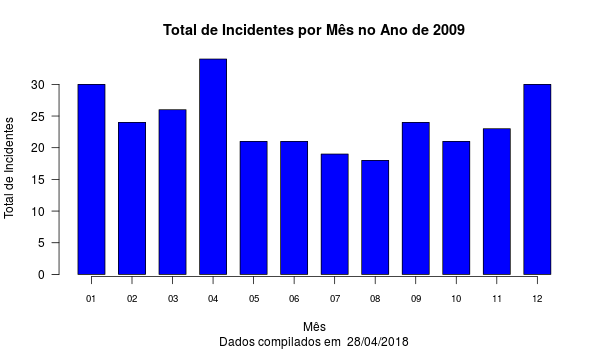 Total de Incidentes por Mês no Ano de 2009
Total de Incidentes
30
25
20
15
10
5
0
01 02 03 04 05 06 07 08 09 10 11 12
Mês
Dados compilados em 28/04/2018